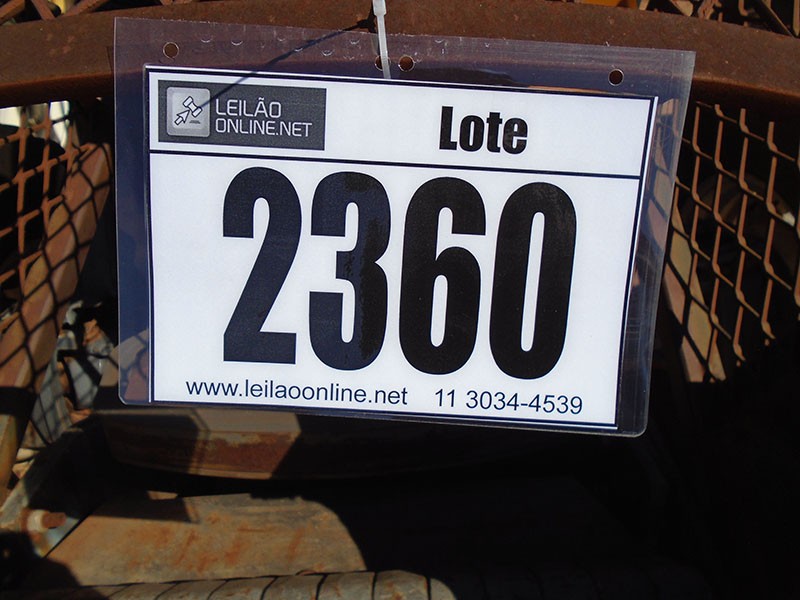 LEILÃO
ONLINE.NET
Lote
2360
www.leilaoonline.net 11 3034-4539